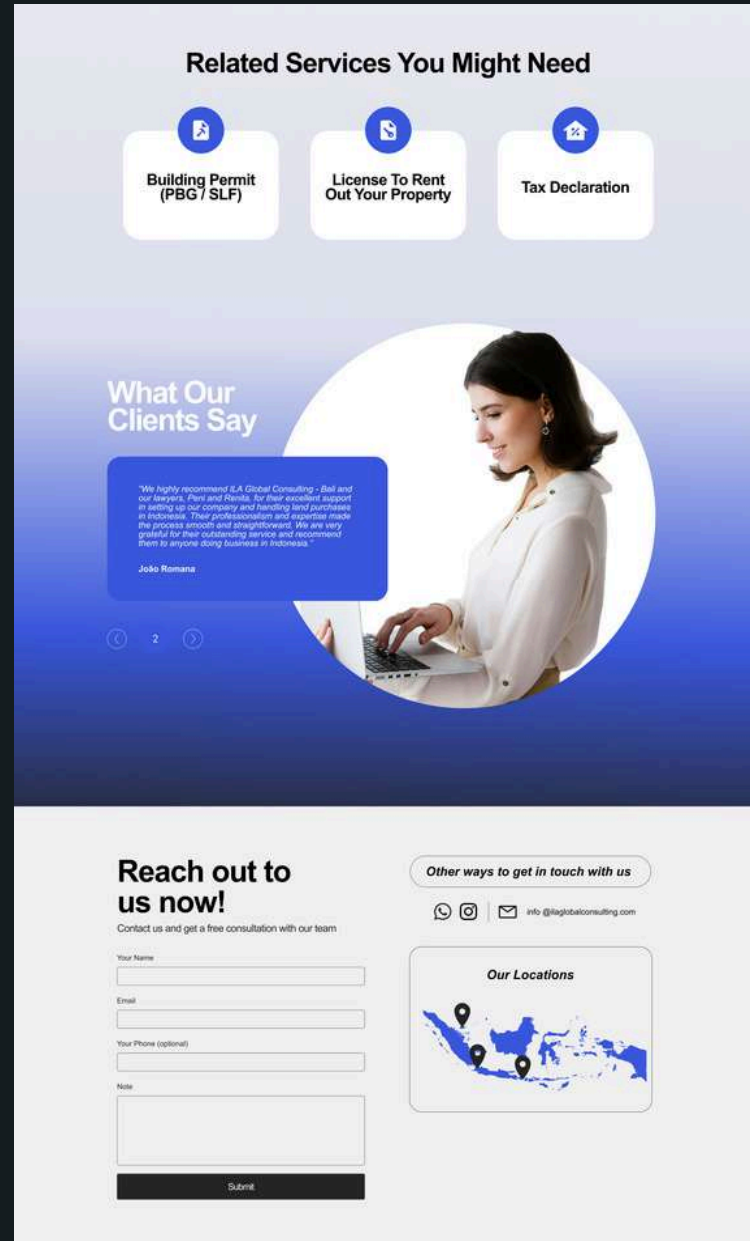 Related Services You Might Need
Building Permit
(PBG / SLF)
License To Rent
Out Your Property
Tax Declaration
What Our
Clients Say
"We highly recommend ILA Global Consulting - Bali and
our lawyers, Peni and Renita, for their excellent support
in setting up our company and handling land purchases
in Indonesia. Their professionalism and expertise made
the process smooth and straightforward. We are very
grateful for their outstanding service and recommend
them to anyone doing business in Indonesia."
João Romana
2
Reach out to
us now!
Contact us and get a free consultation with our team
Your Name
Email
Your Phone (optional)
Note
Submit
Other ways to get in touch with us
info @ilaglobalconsulting.com
Our Locations